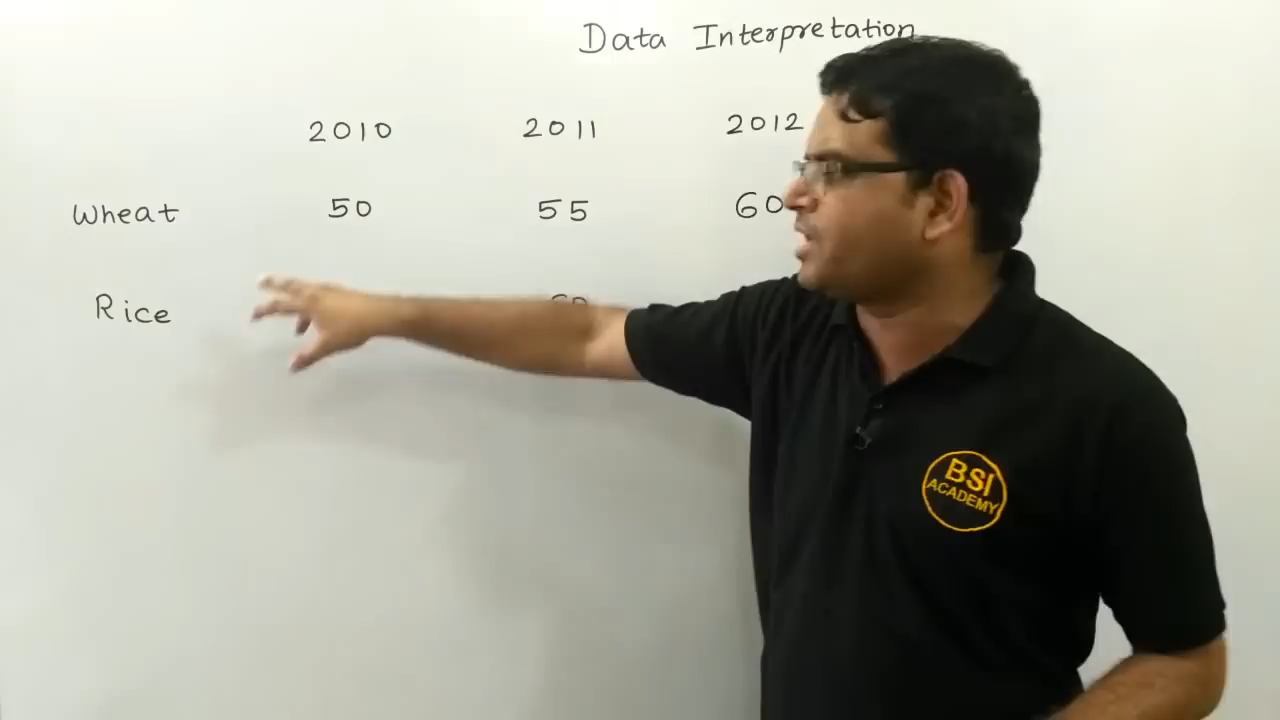 Data Interpretation
2010 2011 2012
Wheat 50 55 60
Rice
BSI
ACADEMY